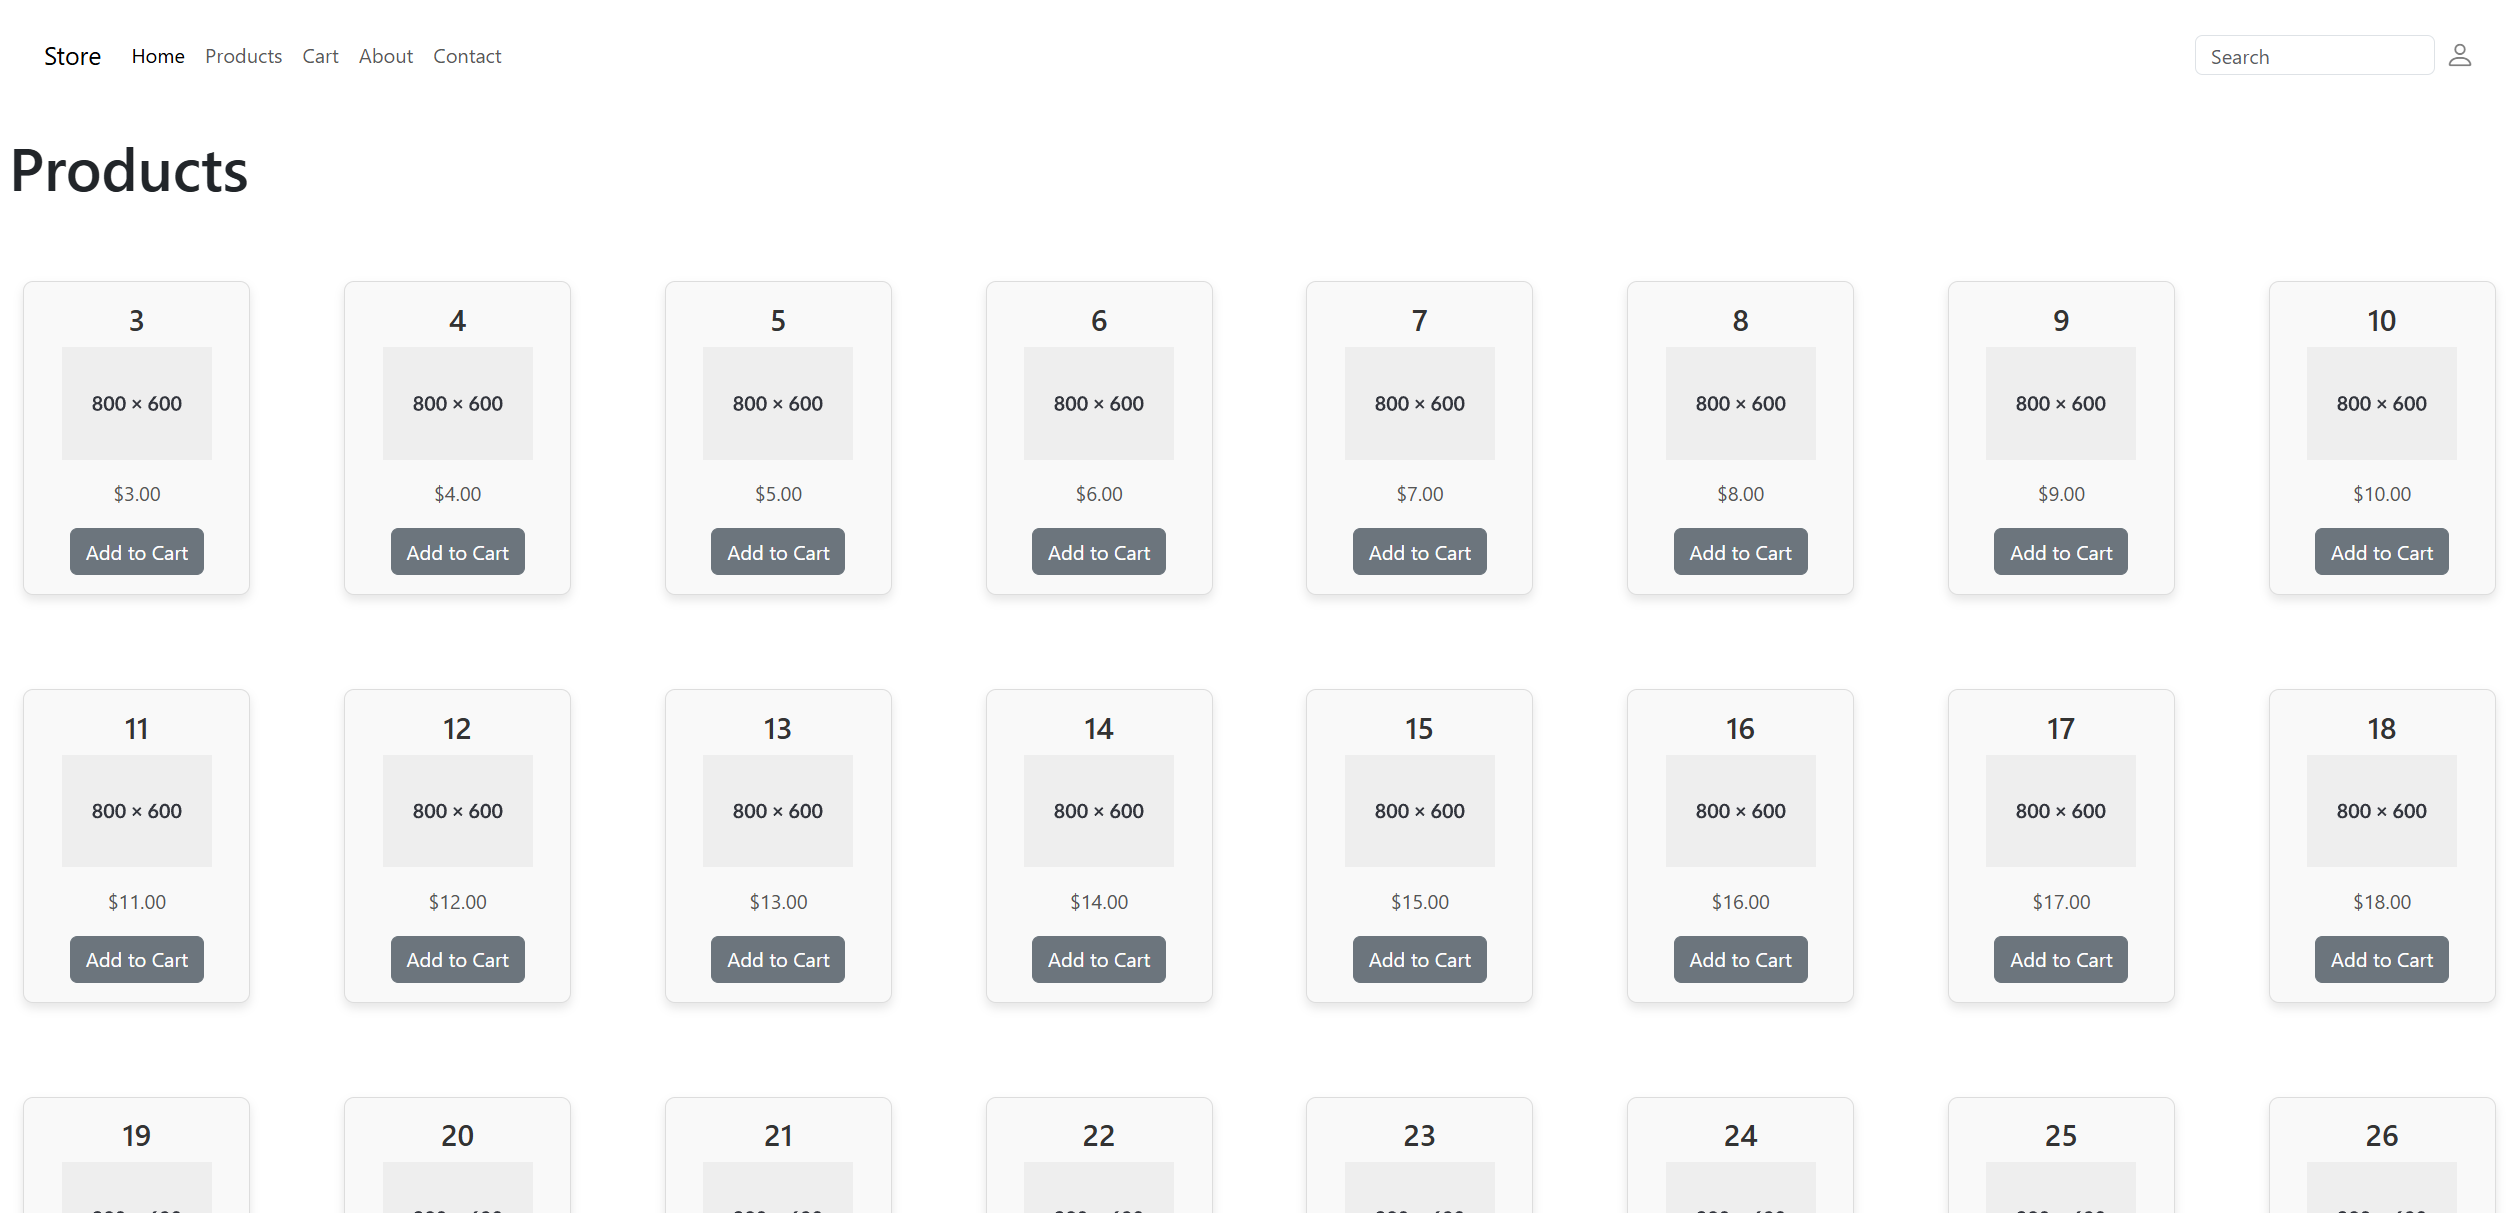 Store Home Products Cart About Contact Search
Products
3 4 5 6 7 8 9 10
800 × 600 800 × 600 800 × 600 800 × 600 800 × 600 800 × 600 800 × 600 800 × 600
$3.00 $4.00 $5.00 $6.00 $7.00 $8.00 $9.00 $10.00
Add to Cart Add to Cart Add to Cart Add to Cart Add to Cart Add to Cart Add to Cart Add to Cart
11 12 13 14 15 16 17 18
800 × 600 800 × 600 800 × 600 800 × 600 800 × 600 800 × 600 800 × 600 800 × 600
$11.00 $12.00 $13.00 $14.00 $15.00 $16.00 $17.00 $18.00
Add to Cart Add to Cart Add to Cart Add to Cart Add to Cart Add to Cart Add to Cart Add to Cart
19 20 21 22 23 24 25 26